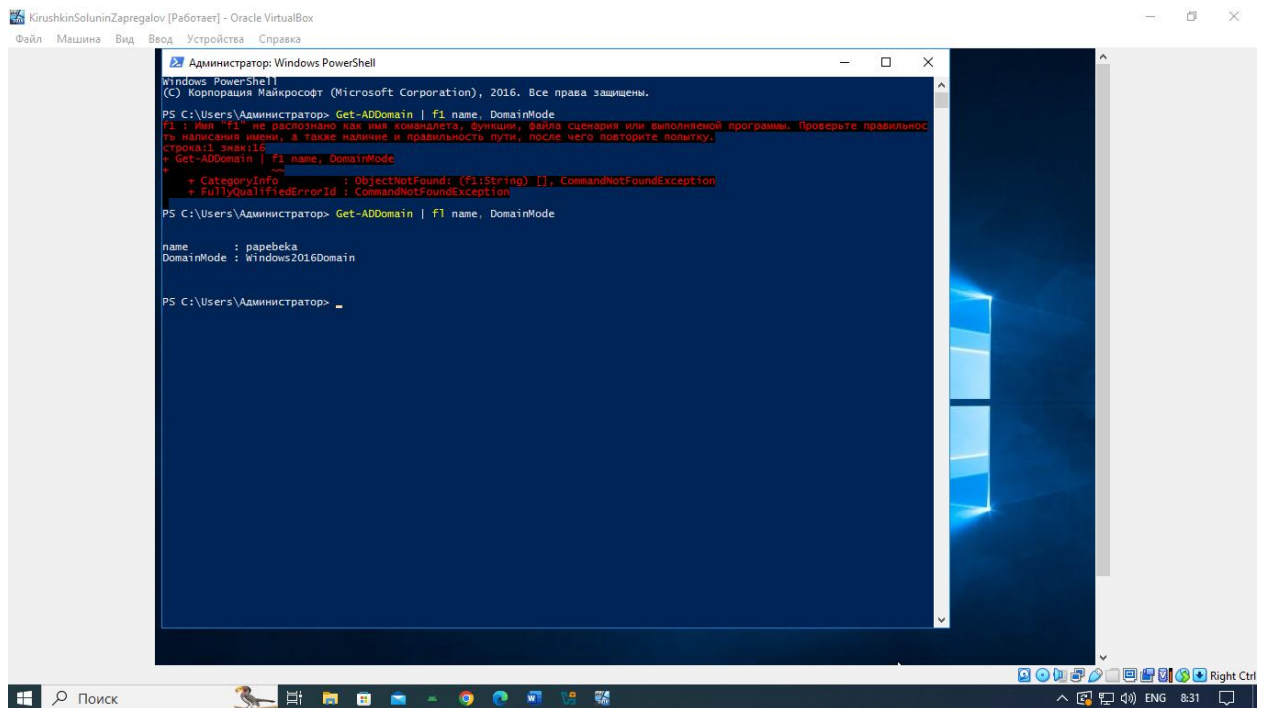 KirushkinSoluninZapregalov [Работает] - Oracle VirtualBox
Файл Машина Вид Ввод Устройства Справка
Администратор: Windows PowerShell
Windows PowerShell
(C) Корпорация Майкрософт (Microsoft Corporation), 2016. Все права защищены.
PS C:\Users\Администратор> Get-ADDomain | f1 name, DomainMode
f1 : Имя "f1" не распознано как имя командлета, функции, файла сценария или выполняемой программы. Проверьте правильнос
ть написания имени, а также наличие и правильность пути, после чего повторите попытку.
строка:1 знак:16
+ Get-ADDomain | f1 name, DomainMode
+                ~~
+ CategoryInfo          : ObjectNotFound: (f1:String) [], CommandNotFoundException
+ FullyQualifiedErrorId : CommandNotFoundException
PS C:\Users\Администратор> Get-ADDomain | fl name, DomainMode
name       : papebeka
DomainMode : Windows2016Domain
PS C:\Users\Администратор> _
Right Ctrl
Поиск
ENG 8:31